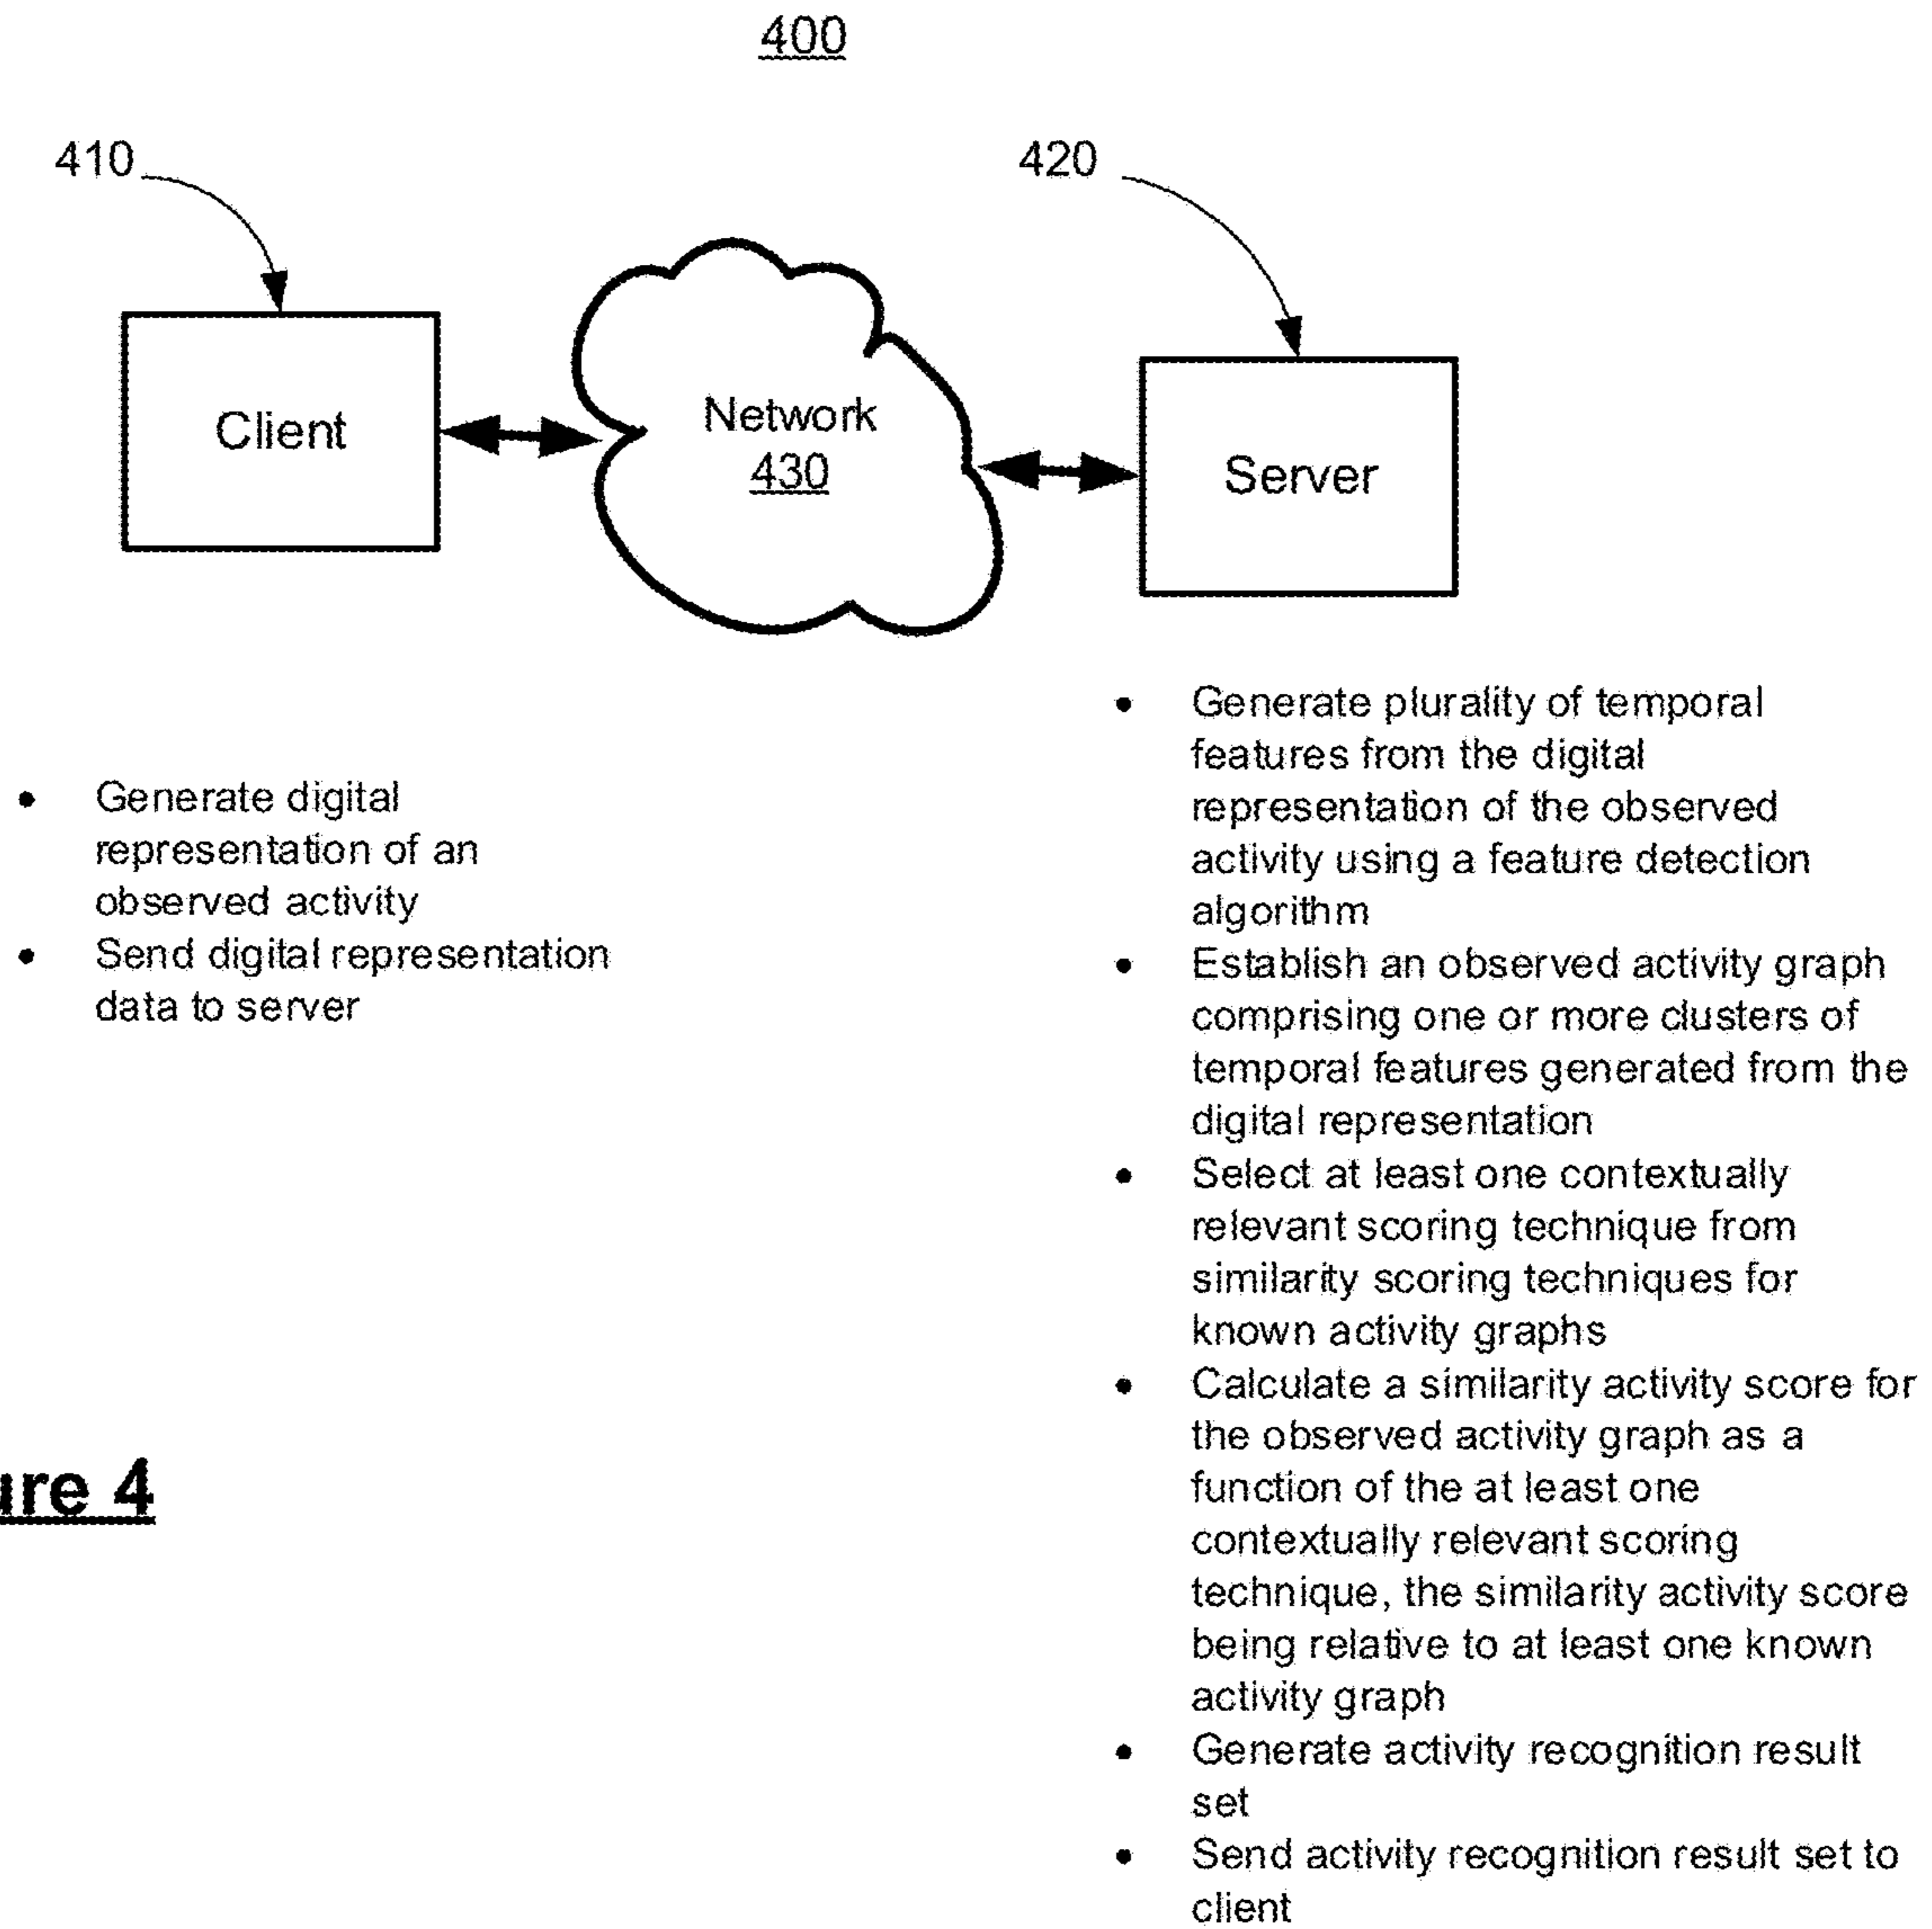 400
410
420
Client
Network
430
Server
• Generate digital
representation of an
observed activity
• Send digital representation
data to server
• Generate plurality of temporal
features from the digital
representation of the observed
activity using a feature detection
algorithm
• Establish an observed activity graph
comprising one or more clusters of
temporal features generated from the
digital representation
• Select at least one contextually
relevant scoring technique from
similarity scoring techniques for
known activity graphs
• Calculate a similarity activity score for
the observed activity graph as a
function of the at least one
contextually relevant scoring
technique, the similarity activity score
being relative to at least one known
activity graph
• Generate activity recognition result
set
• Send activity recognition result set to
client
ure 4